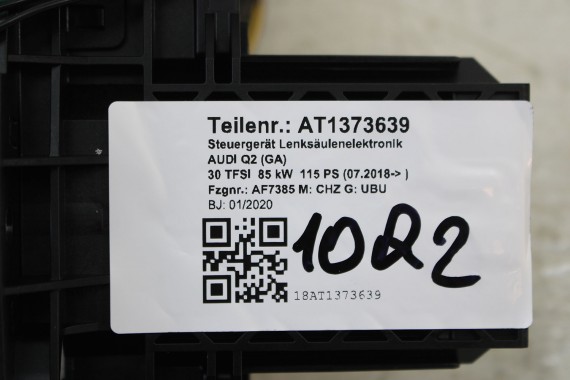 Teilenr.: AT1373639
Steuergerät Lenksäulenelektronik
AUDI Q2 (GA)
30 TFSI 85 kW 115 PS (07.2018-> )
Fzgnr.: AF7385 M: CHZ G: UBU
BJ: 01/2020
10Q2
18AT1373639